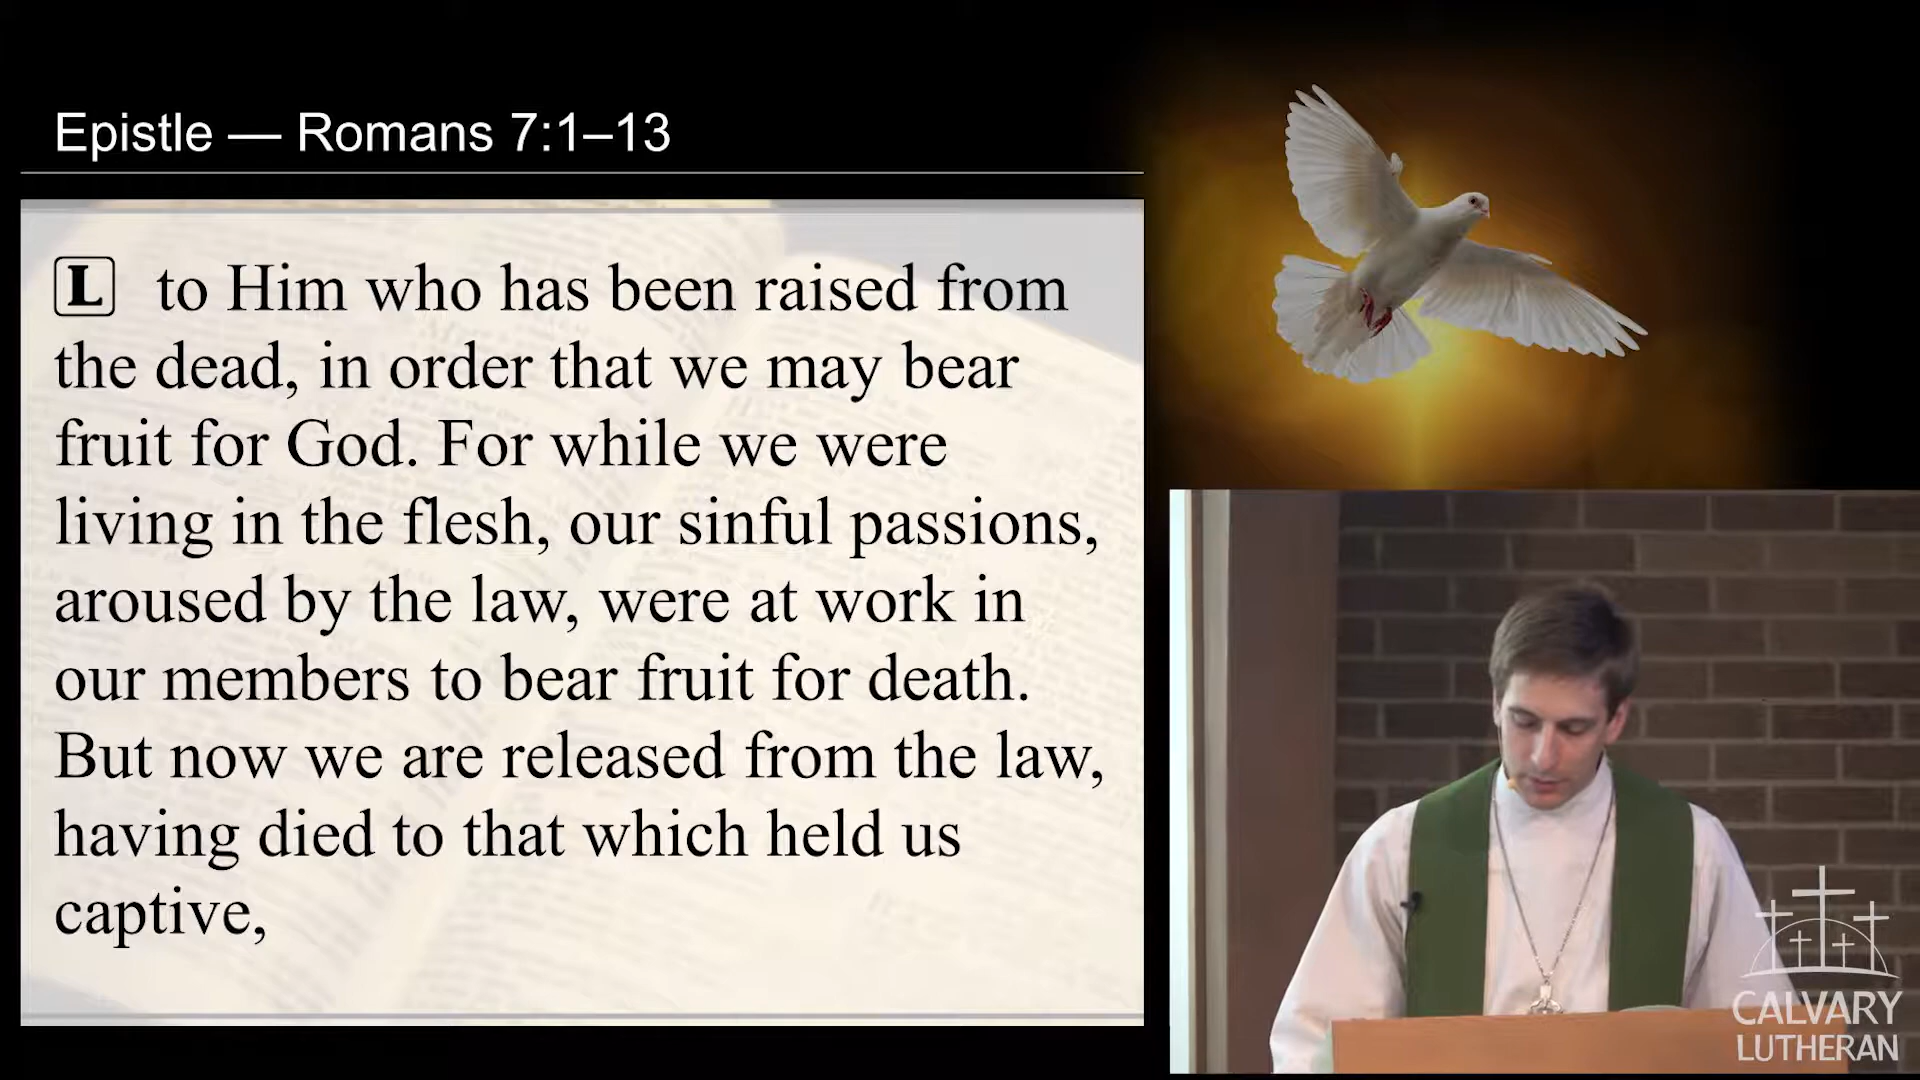 Epistle — Romans 7:1–13
L to Him who has been raised from
the dead, in order that we may bear
fruit for God. For while we were
living in the flesh, our sinful passions,
aroused by the law, were at work in
our members to bear fruit for death.
But now we are released from the law,
having died to that which held us
captive,
CALVARY
LUTHERAN